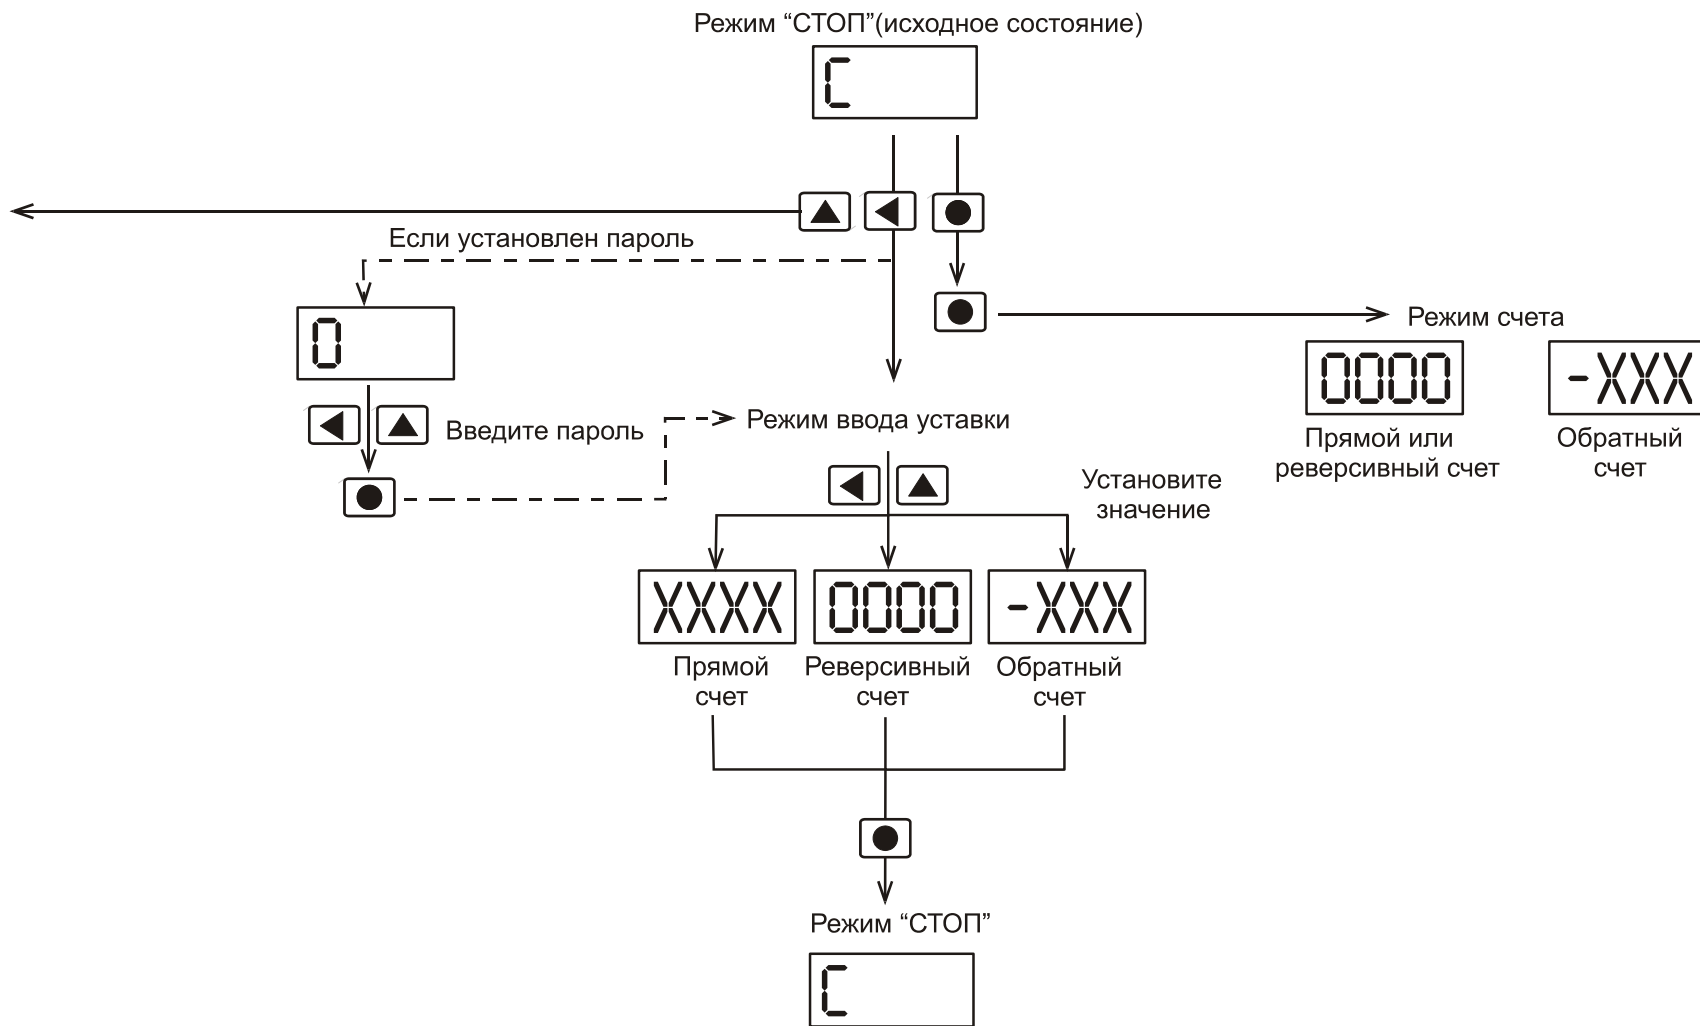 Режим “СТОП”(исходное состояние)
С
Если установлен пароль
0
Режим счета
0000
-XXX
Введите пароль
Режим ввода уставки
Прямой или
реверсивный счет
Обратный
счет
Установите
значение
XXXX
0000
-XXX
Прямой
счет
Реверсивный
счет
Обратный
счет
Режим “СТОП”
С